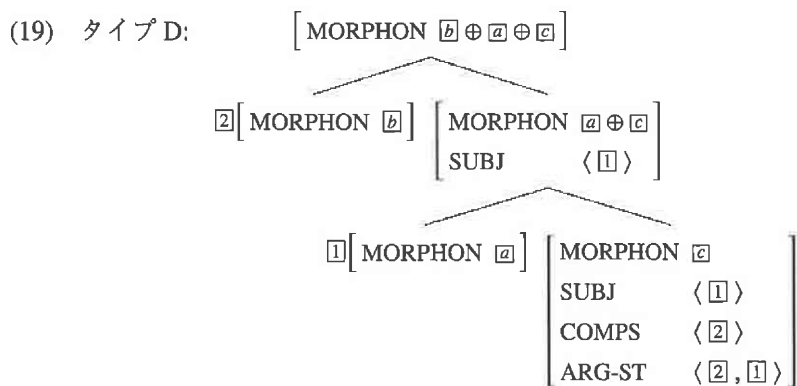 (19) タイプ D: [ MORPHON b ⊕ a ⊕ c ]
2 [ MORPHON b ] [ MORPHON a ⊕ c
SUBJ 〈 1 〉 ]
1 [ MORPHON a ] [ MORPHON c
SUBJ 〈 1 〉
COMPS 〈 2 〉
ARG-ST 〈 2 , 1 〉 ]